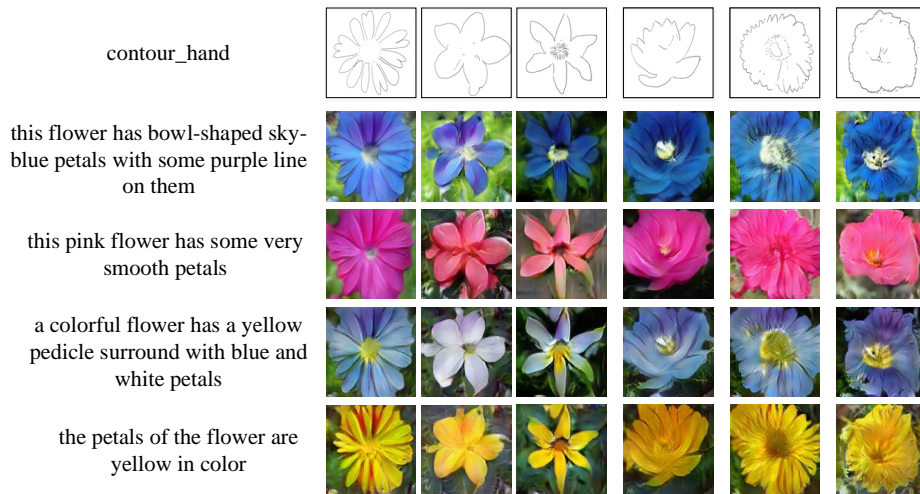 contour_hand
this flower has bowl-shaped sky-
blue petals with some purple line
on them
this pink flower has some very
smooth petals
a colorful flower has a yellow
pedicle surround with blue and
white petals
the petals of the flower are
yellow in color